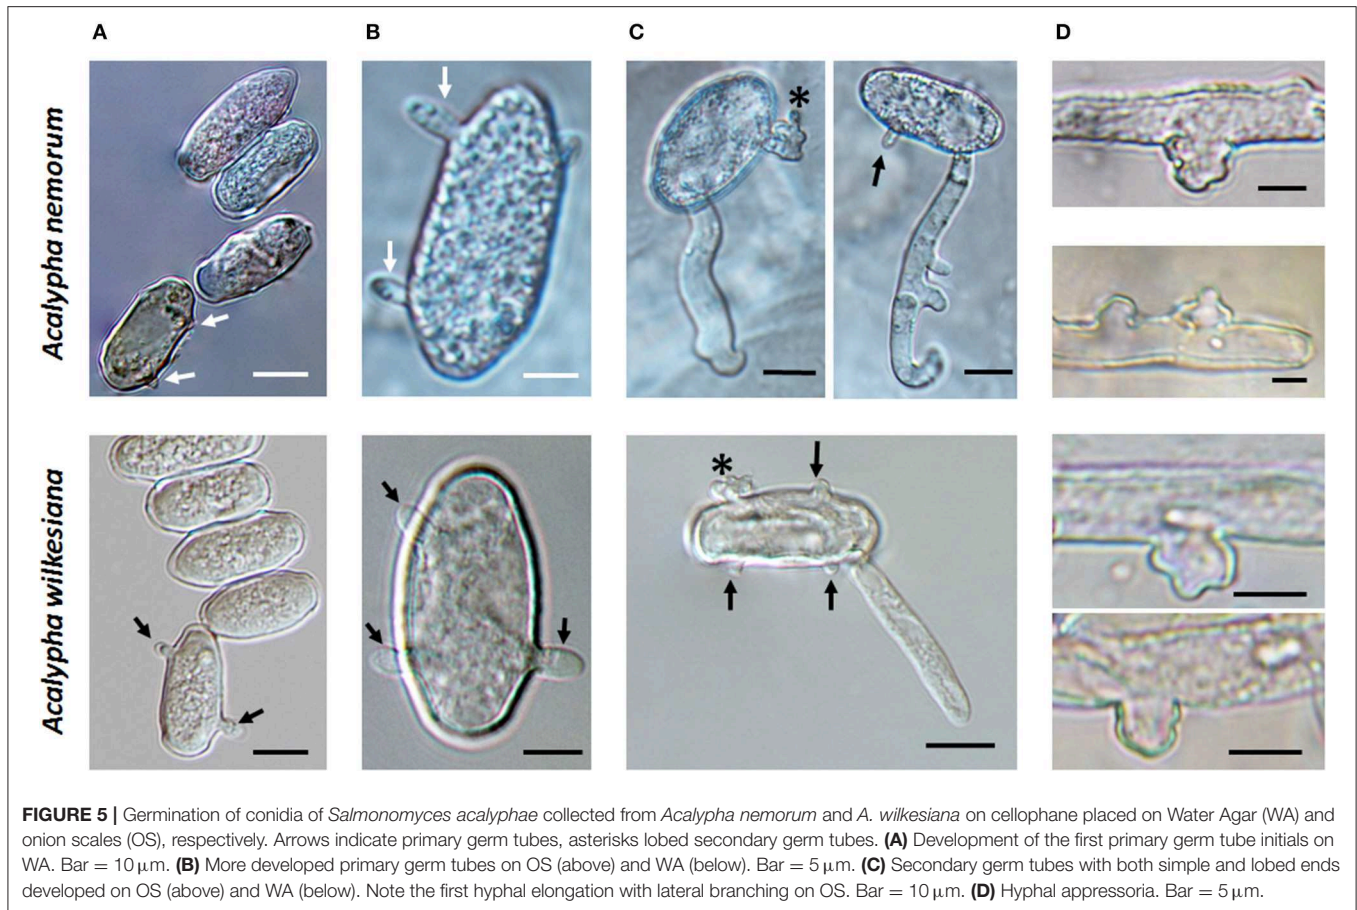 A
B
C
D
Acalypha nemorum
*
Acalypha wilkesiana
*
FIGURE 5 | Germination of conidia of Salmonomyces acalyphae collected from Acalypha nemorum and A. wilkesiana on cellophane placed on Water Agar (WA) and
onion scales (OS), respectively. Arrows indicate primary germ tubes, asterisks lobed secondary germ tubes. (A) Development of the first primary germ tube initials on
WA. Bar = 10 μm. (B) More developed primary germ tubes on OS (above) and WA (below). Bar = 5 μm. (C) Secondary germ tubes with both simple and lobed ends
developed on OS (above) and WA (below). Note the first hyphal elongation with lateral branching on OS. Bar = 10 μm. (D) Hyphal appressoria. Bar = 5 μm.